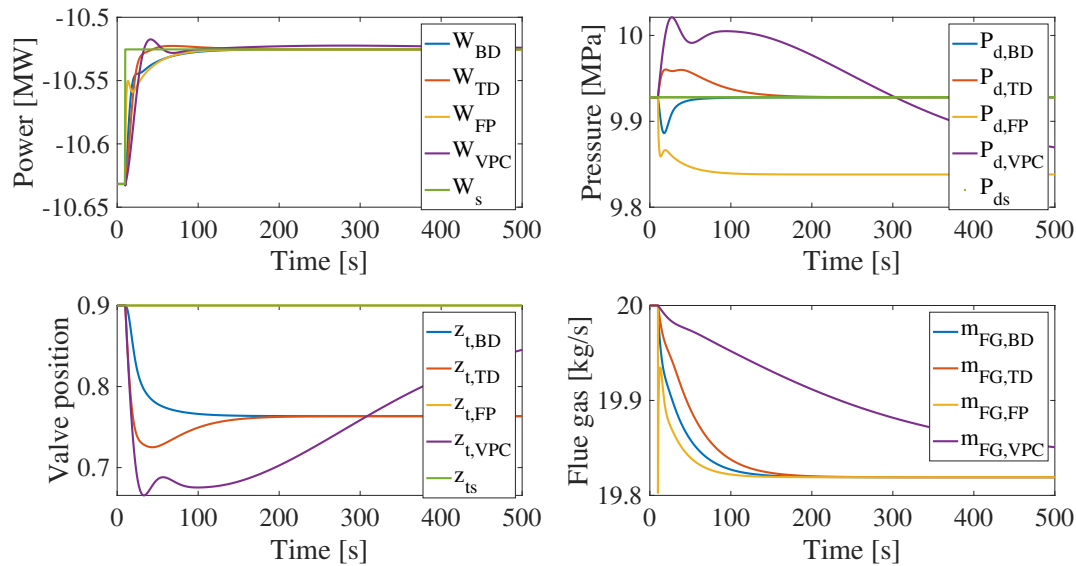 -10.5
-10.55
-10.6
-10.65
Power [MW]
0 100 200 300 400 500
Time [s]
W_BD
W_TD
W_FP
W_VPC
W_s
10
9.9
9.8
Pressure [MPa]
0 100 200 300 400 500
Time [s]
P_d,BD
P_d,TD
P_d,FP
P_d,VPC
P_ds
0.9
0.8
0.7
Valve position
0 100 200 300 400 500
Time [s]
z_t,BD
z_t,TD
z_t,FP
z_t,VPC
z_ts
20
19.9
19.8
Flue gas [kg/s]
0 100 200 300 400 500
Time [s]
m_FG,BD
m_FG,TD
m_FG,FP
m_FG,VPC